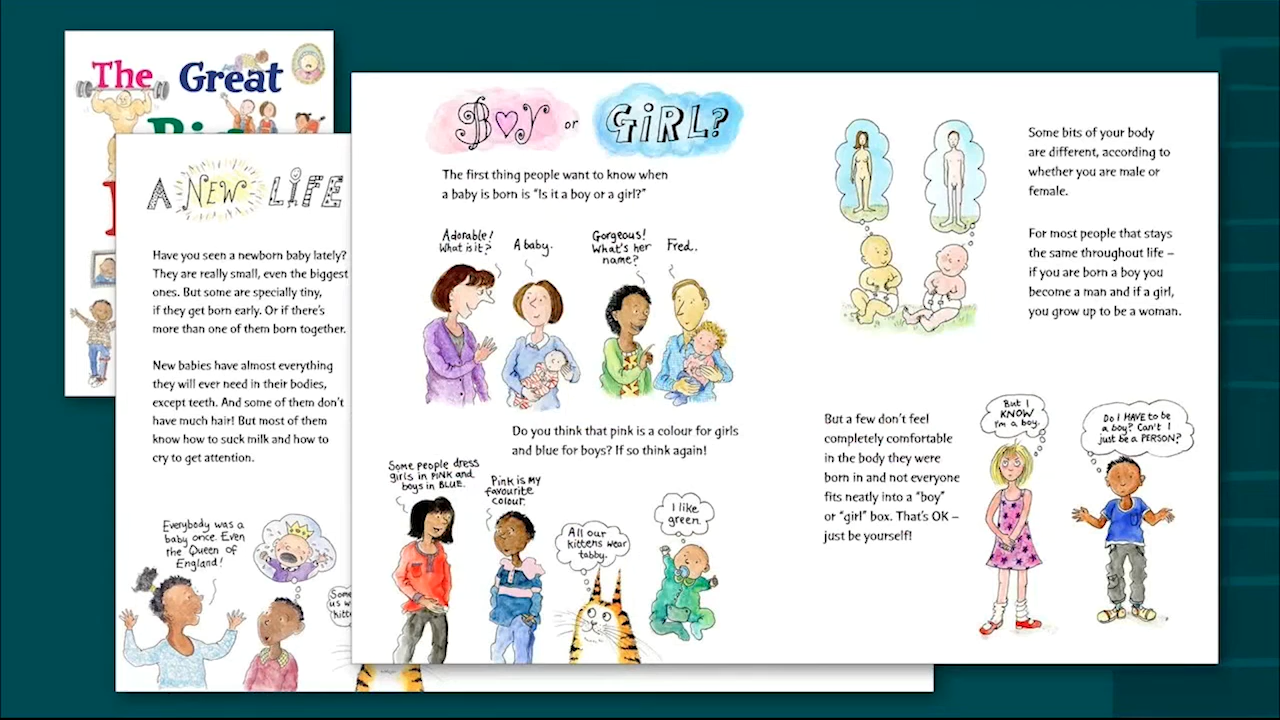 The Great
A NEW LIFE
Have you seen a newborn baby lately?
They are really small, even the biggest
ones. But some are specially tiny,
if they get born early. Or if there's
more than one of them born together.
New babies have almost everything
they will ever need in their bodies,
except teeth. And some of them don't
have much hair! But most of them
know how to suck milk and how to
cry to get attention.
Everybody was a
baby once. Even
the Queen of
England!
BOY or GIRL?
The first thing people want to know when
a baby is born is “Is it a boy or a girl?”
Adorable!
What is it?
A baby.
Gorgeous!
What's her
name?
Fred.
Do you think that pink is a colour for girls
and blue for boys? If so think again!
Some people dress
girls in PINK and
boys in BLUE.
Pink is my
favourite
colour.
All our
kittens wear
tabby.
I like
green.
Some bits of your body
are different, according to
whether you are male or
female.
For most people that stays
the same throughout life –
if you are born a boy you
become a man and if a girl,
you grow up to be a woman.
But a few don't feel
completely comfortable
in the body they were
born in and not everyone
fits neatly into a “boy”
or “girl” box. That's OK –
just be yourself!
But I
KNOW
I'm a boy.
Do I HAVE to be
a boy? Can't I
just be a PERSON?